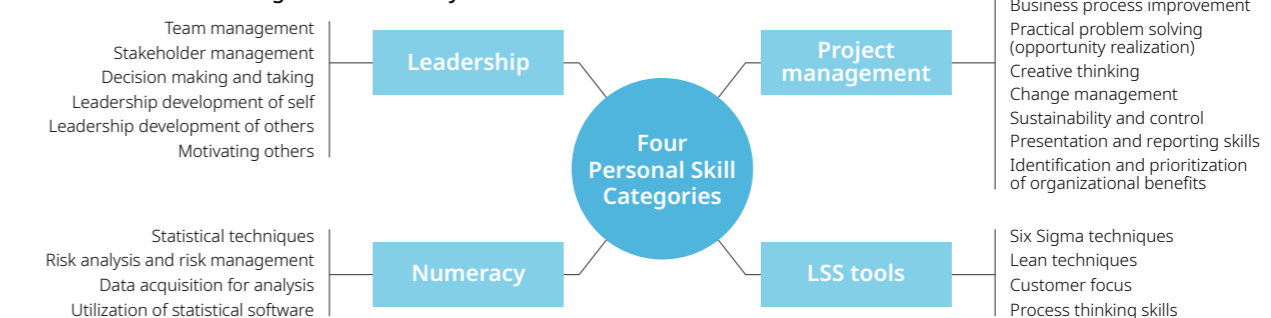 Business process improvement
Team management
Stakeholder management
Decision making and taking
Leadership development of self
Leadership development of others
Motivating others
Leadership
Project
management
Practical problem solving
(opportunity realization)
Creative thinking
Change management
Sustainability and control
Presentation and reporting skills
Identification and prioritization
of organizational benefits
Four
Personal Skill
Categories
Statistical techniques
Risk analysis and risk management
Data acquisition for analysis
Utilization of statistical software
Numeracy
LSS tools
Six Sigma techniques
Lean techniques
Customer focus
Process thinking skills